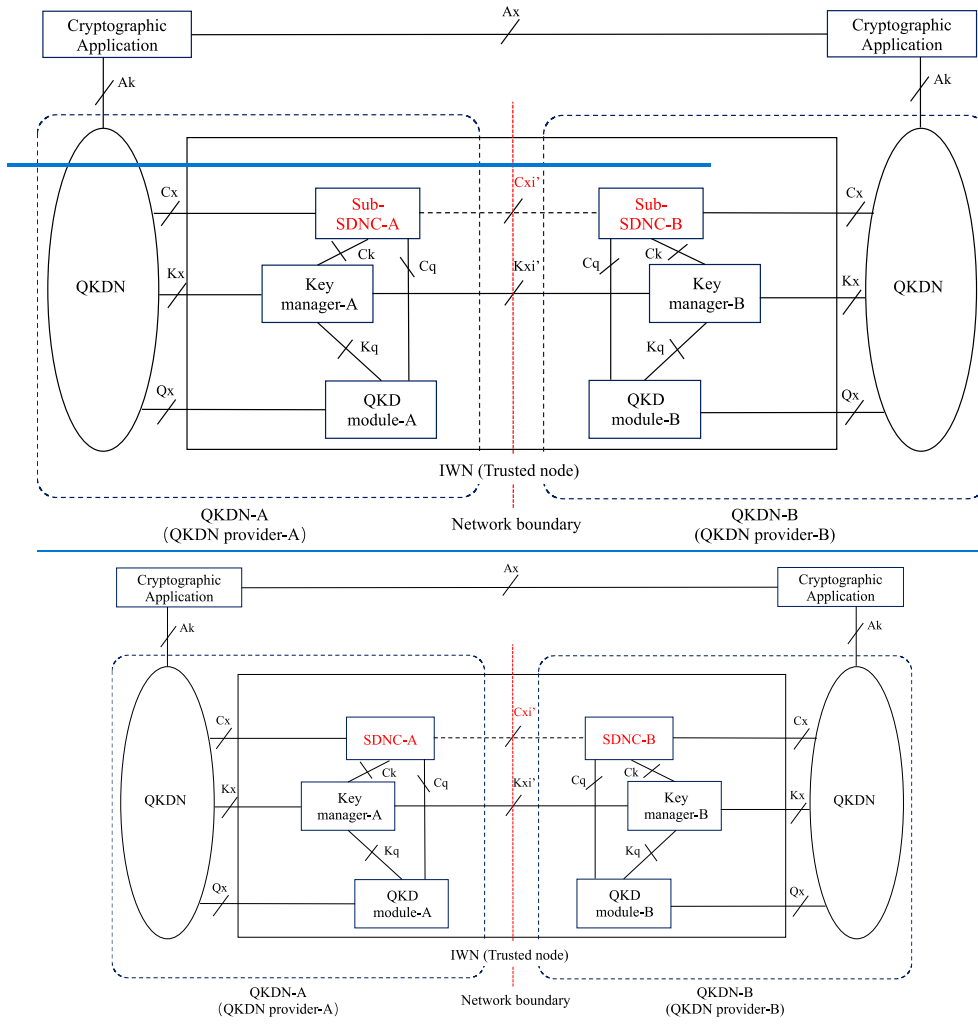 Ax
Cryptographic
Application
Cryptographic
Application
Ak
Ak
Cx
Sub-
SDNC-A
Cxi’
Sub-
SDNC-B
Cx
Ck
Cq
Cq
Ck
QKDN
Kx
Key
manager-A
Kxi’
Key
manager-B
Kx
QKDN
Kq
Kq
Qx
QKD
module-A
QKD
module-B
Qx
IWN (Trusted node)
QKDN-A
(QKDN provider-A)
Network boundary
QKDN-B
(QKDN provider-B)
Ax
Cryptographic
Application
Cryptographic
Application
Ak
Ak
Cx
SDNC-A
Cxi’
SDNC-B
Cx
Ck
Cq
Cq
Ck
QKDN
Kx
Key
manager-A
Kxi’
Key
manager-B
Kx
QKDN
Kq
Kq
Qx
QKD
module-A
QKD
module-B
Qx
IWN (Trusted node)
QKDN-A
(QKDN provider-A)
Network boundary
QKDN-B
(QKDN provider-B)